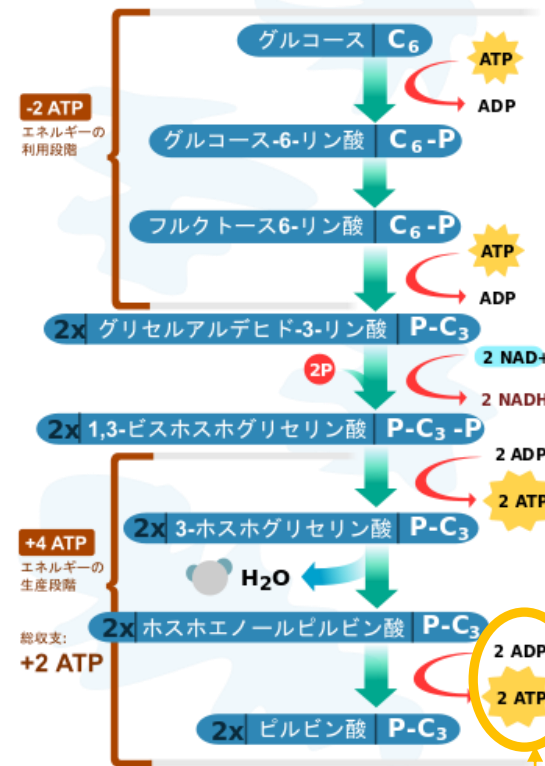 グルコース C₆
ATP
ADP
-2 ATP
エネルギーの
利用段階
グルコース-6-リン酸 C₆-P
フルクトース6-リン酸 C₆-P
ATP
ADP
2x グリセルアルデヒド-3-リン酸 P-C₃
2P
2 NAD+
2 NADH
2x 1,3-ビスホスホグリセリン酸 P-C₃-P
2 ADP
2 ATP
2x 3-ホスホグリセリン酸 P-C₃
+4 ATP
エネルギーの
生産段階
H₂O
2x ホスホエノールピルビン酸 P-C₃
総収支:
+2 ATP
2 ADP
2 ATP
2x ピルビン酸 P-C₃